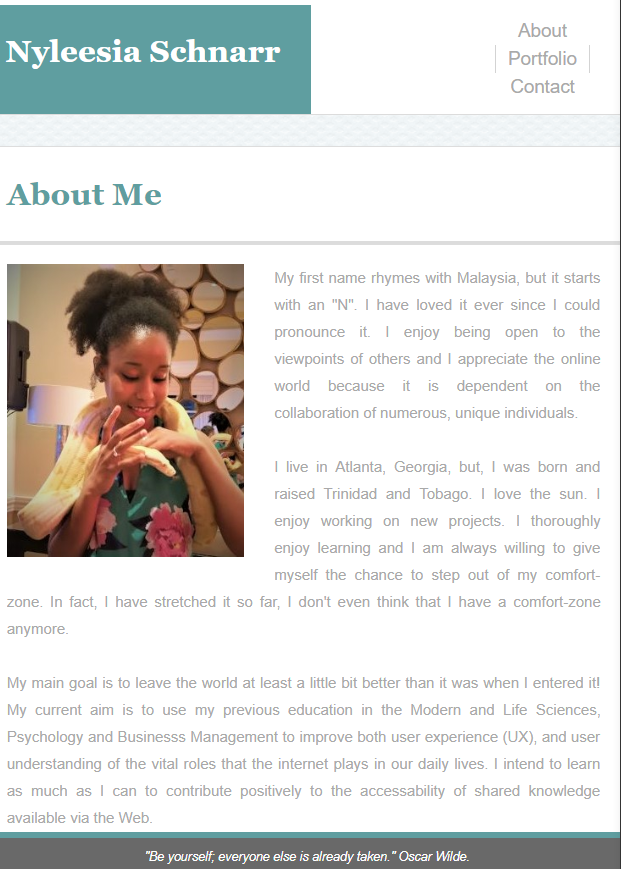 Nyleesia Schnarr
About
Portfolio
Contact
About Me
My first name rhymes with Malaysia, but it starts
with an "N". I have loved it ever since I could
pronounce it. I enjoy being open to the
viewpoints of others and I appreciate the online
world because it is dependent on the
collaboration of numerous, unique individuals.
I live in Atlanta, Georgia, but, I was born and
raised Trinidad and Tobago. I love the sun. I
enjoy working on new projects. I thoroughly
enjoy learning and I am always willing to give
myself the chance to step out of my comfort-
zone. In fact, I have stretched it so far, I don't even think that I have a comfort-zone
anymore.
My main goal is to leave the world at least a little bit better than it was when I entered it!
My current aim is to use my previous education in the Modern and Life Sciences,
Psychology and Businesss Management to improve both user experience (UX), and user
understanding of the vital roles that the internet plays in our daily lives. I intend to learn
as much as I can to contribute positively to the accessability of shared knowledge
available via the Web.
"Be yourself; everyone else is already taken." Oscar Wilde.